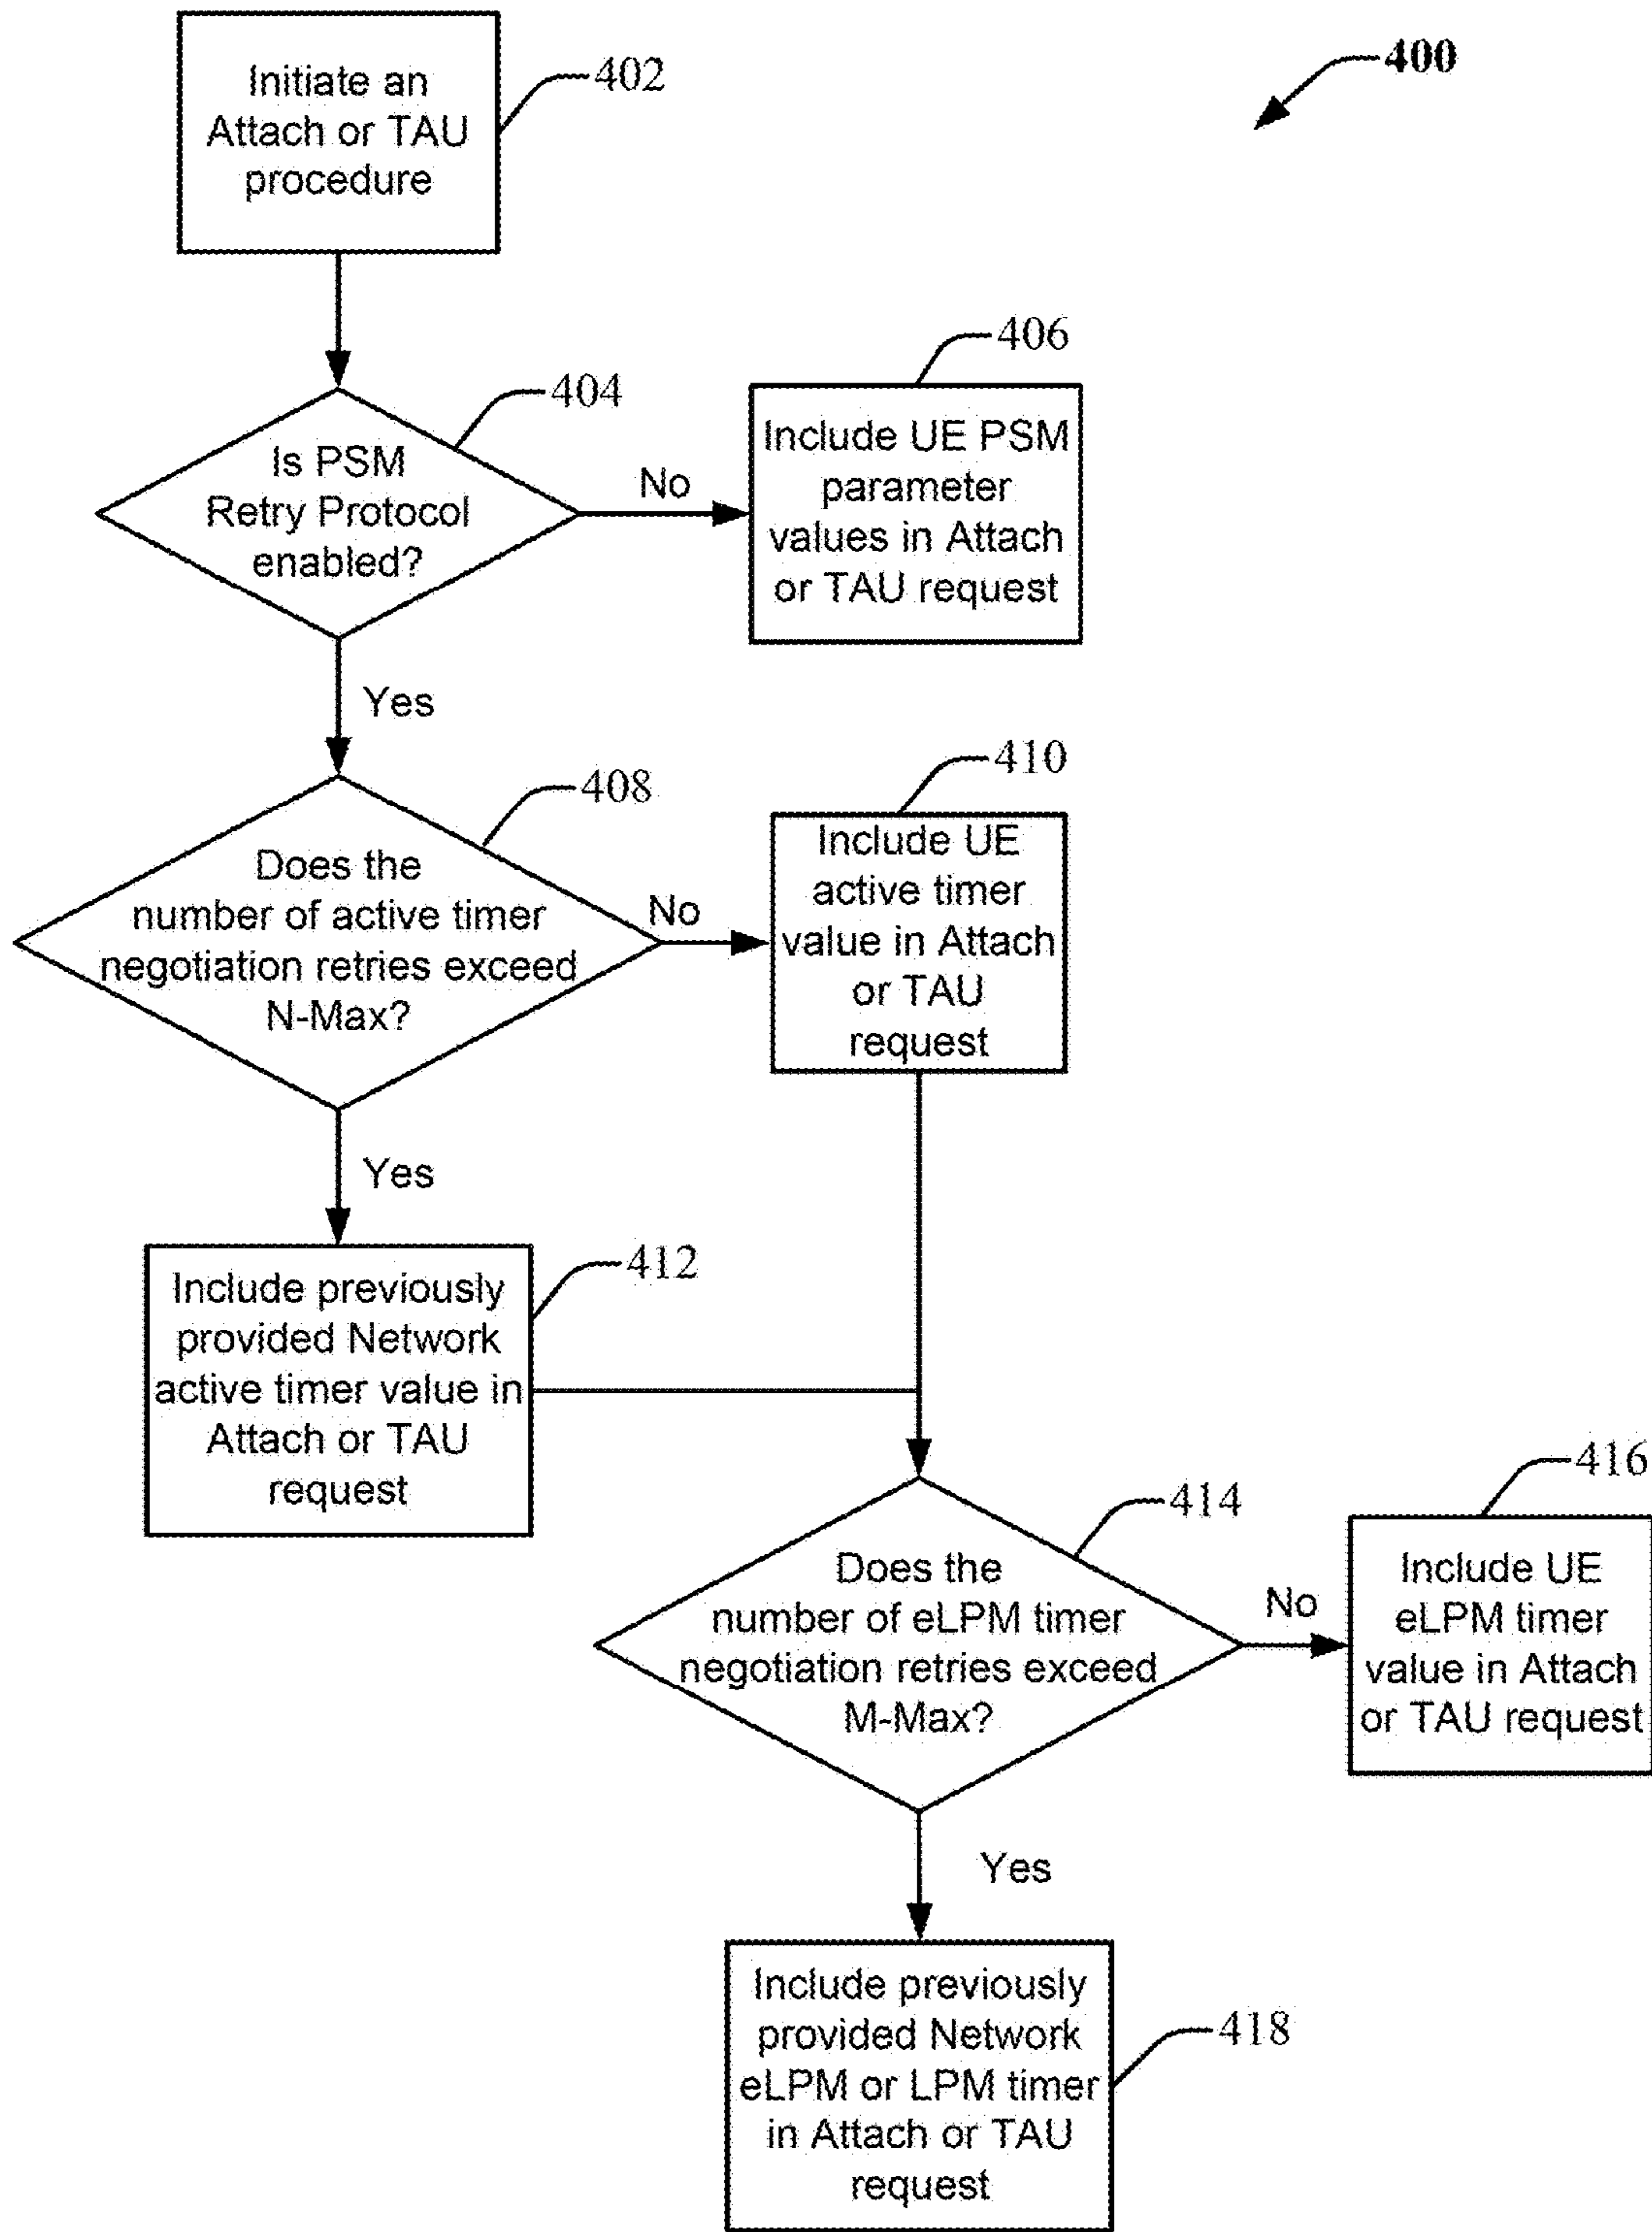 400
Initiate an
Attach or TAU
procedure
402
Is PSM
Retry Protocol
enabled?
404
No
Include UE PSM
parameter
values in Attach
or TAU request
406
Yes
Does the
number of active timer
negotiation retries exceed
N-Max?
408
No
Include UE
active timer
value in Attach
or TAU
request
410
Yes
Include previously
provided Network
active timer value in
Attach or TAU
request
412
Does the
number of eLPM timer
negotiation retries exceed
M-Max?
414
No
Include UE
eLPM timer
value in Attach
or TAU request
416
Yes
Include previously
provided Network
eLPM or LPM timer
in Attach or TAU
request
418